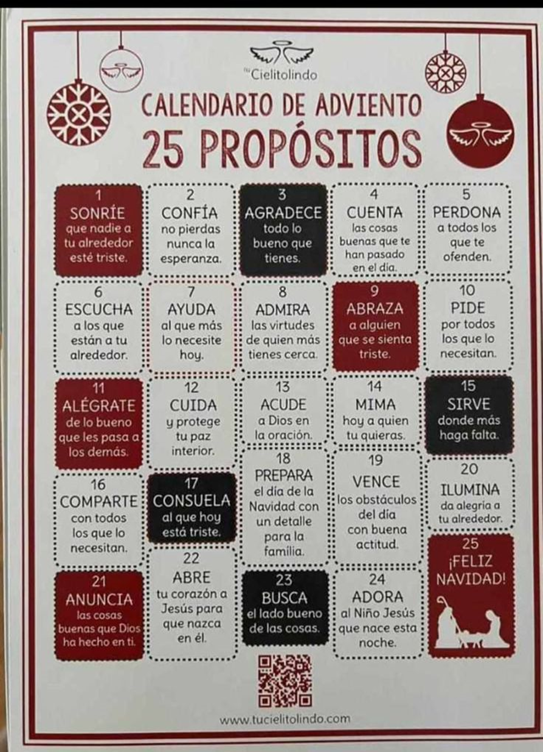 TM Cielitolindo
CALENDARIO DE ADVIENTO
25 PROPÓSITOS
1
SONRÍE
que nadie a
tu alrededor
esté triste.
2
CONFÍA
no pierdas
nunca la
esperanza.
3
AGRADECE
todo lo
bueno que
tienes.
4
CUENTA
las cosas
buenas que te
han pasado
en el día.
5
PERDONA
a todos los
que te
ofenden.
6
ESCUCHA
a los que
están a tu
alrededor.
7
AYUDA
al que más
lo necesite
hoy.
8
ADMIRA
las virtudes
de quien más
tienes cerca.
9
ABRAZA
a alguien
que se sienta
triste.
10
PIDE
por todos
los que lo
necesitan.
11
ALÉGRATE
de lo bueno
que les pasa a
los demás.
12
CUIDA
y protege
tu paz
interior.
13
ACUDE
a Dios en
la oración.
14
MIMA
hoy a quien
tu quieras.
15
SIRVE
donde más
haga falta.
16
COMPARTE
con todos
los que lo
necesitan.
17
CONSUELA
al que hoy
está triste.
18
PREPARA
el día de la
Navidad con
un detalle
para la
familia.
19
VENCE
los obstáculos
del día
con buena
actitud.
20
ILUMINA
da alegría a
tu alrededor.
21
ANUNCIA
las cosas
buenas que Dios
ha hecho en ti.
22
ABRE
tu corazón a
Jesús para
que nazca
en él.
23
BUSCA
el lado bueno
de las cosas.
24
ADORA
al Niño Jesús
que nace esta
noche.
25
¡FELIZ
NAVIDAD!
www.tucielitolindo.com